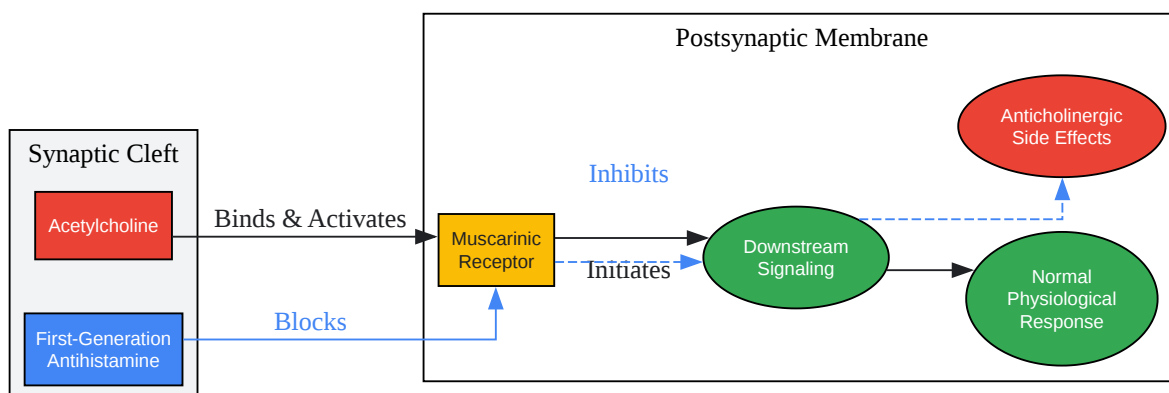 Postsynaptic Membrane
Synaptic Cleft
Acetylcholine
Binds & Activates
Muscarinic
Receptor
Inhibits
Initiates
Downstream
Signaling
Anticholinergic
Side Effects
Normal
Physiological
Response
First-Generation
Antihistamine
Blocks